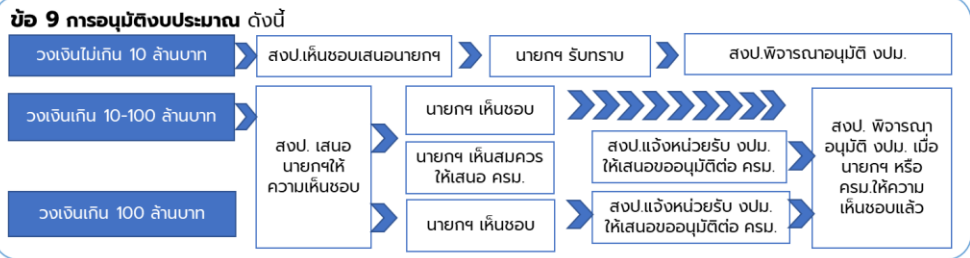 ข้อ 9 การอนุมัติงบประมาณ ดังนี้
วงเงินไม่เกิน 10 ล้านบาท
สงป.เห็นชอบเสนอนายกฯ
นายกฯ รับทราบ
สงป.พิจารณาอนุมัติ งปม.
วงเงินเกิน 10-100 ล้านบาท
สงป. เสนอ
นายกฯให้
ความเห็นชอบ
นายกฯ เห็นชอบ
นายกฯ เห็นสมควร
ให้เสนอ ครม.
สงป.แจ้งหน่วยรับ งปม.
ให้เสนอขออนุมัติต่อ ครม.
สงป. พิจารณา
อนุมัติ งปม. เมื่อ
นายกฯ หรือ
ครม.ให้ความ
เห็นชอบแล้ว
วงเงินเกิน 100 ล้านบาท
นายกฯ เห็นชอบ
สงป.แจ้งหน่วยรับ งปม.
ให้เสนอขออนุมัติต่อ ครม.